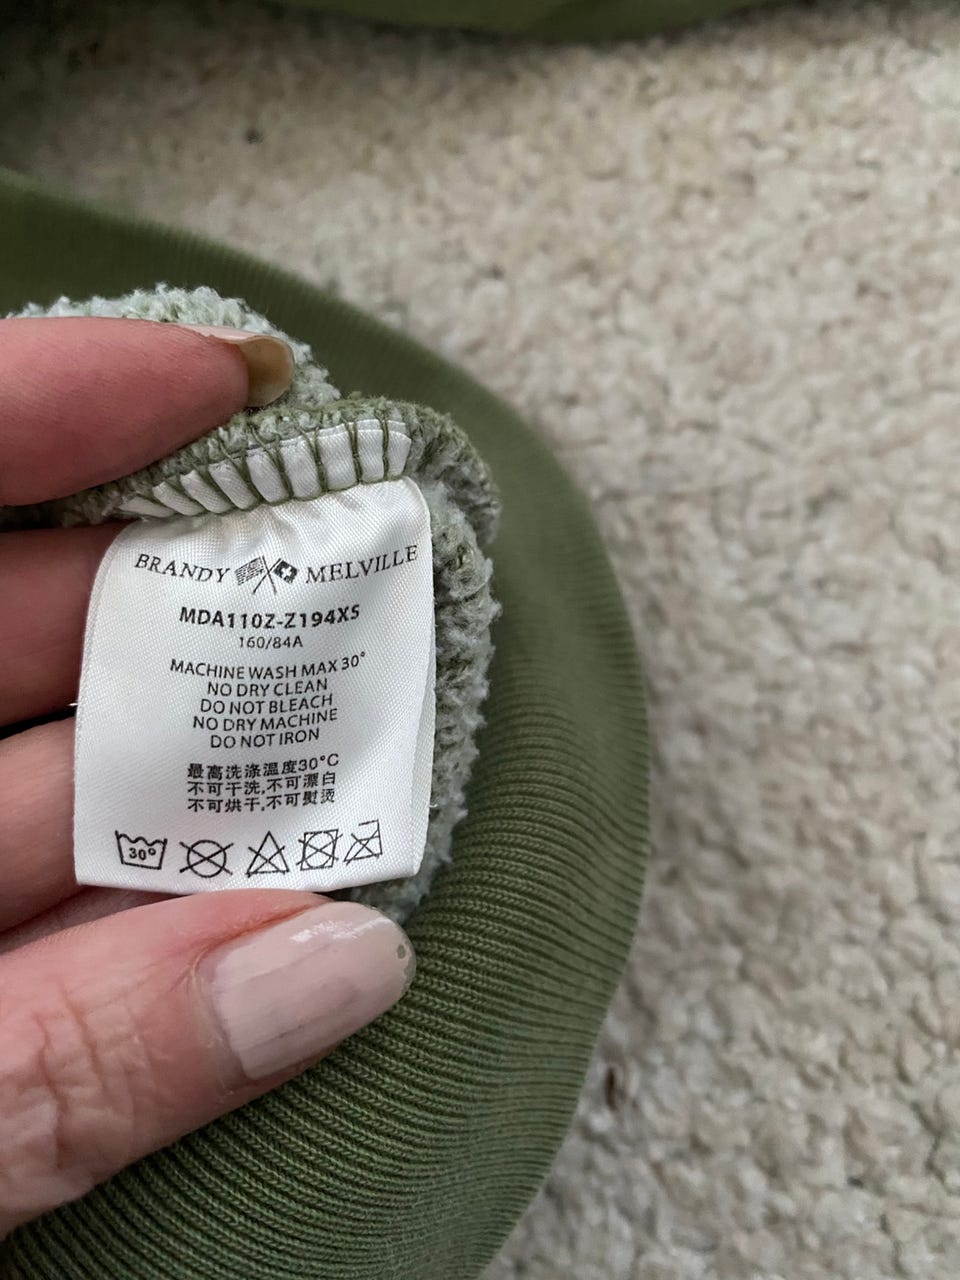 BRANDY MELVILLE
MDA110Z-Z194XS
160/84A
MACHINE WASH MAX 30°
NO DRY CLEAN
DO NOT BLEACH
NO DRY MACHINE
DO NOT IRON
最高洗涤温度30°C
不可干洗,不可漂白
不可烘干,不可熨烫
30°